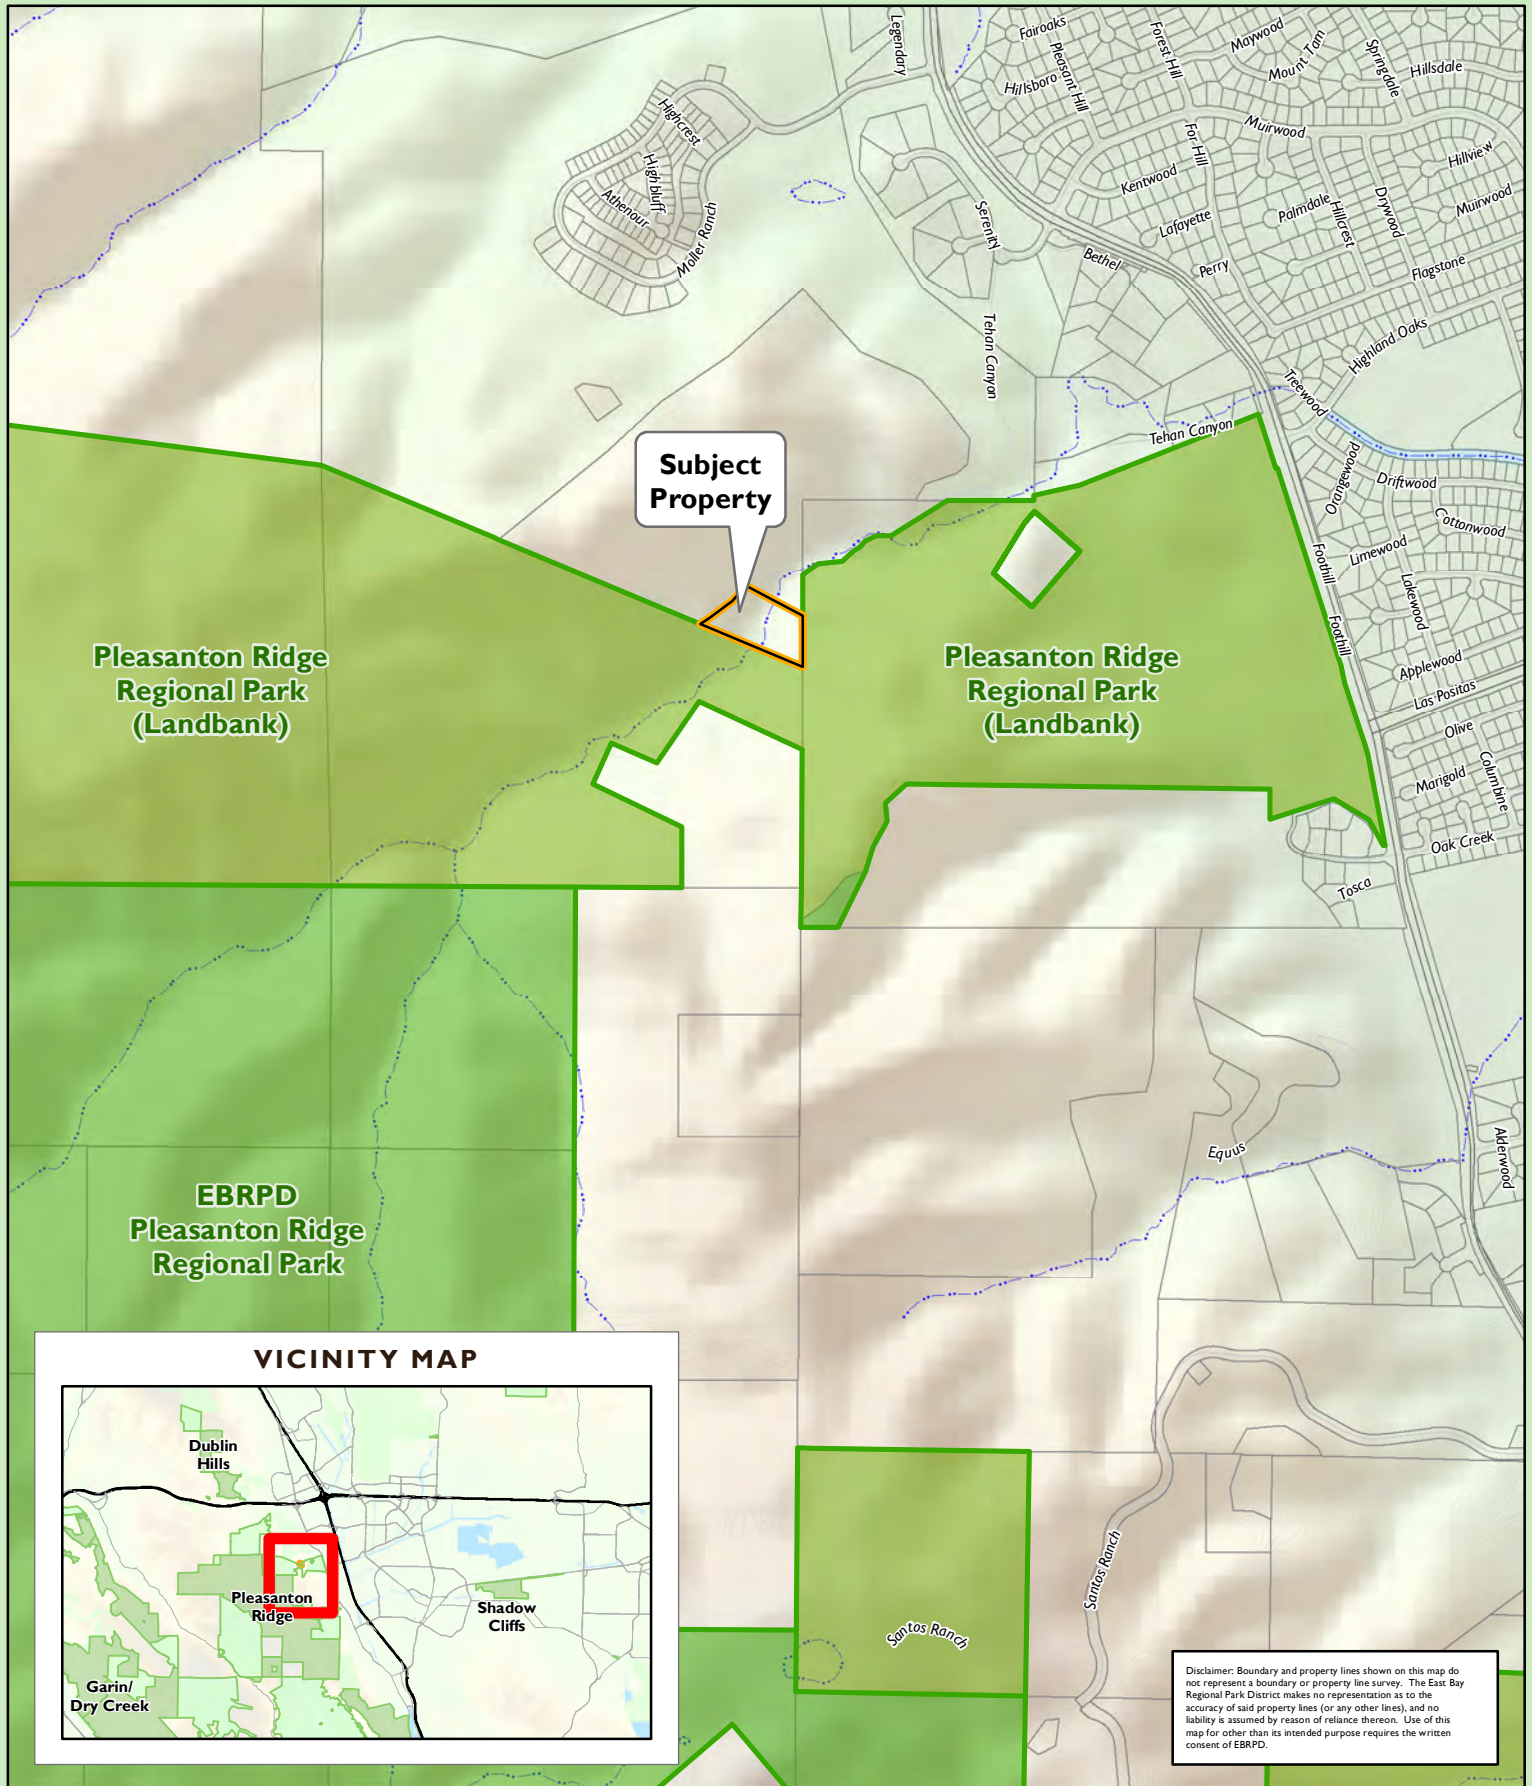 Legendary
Fairoaks
Pleasant Hill
Hillsboro
Forest Hill
Maywood
Mount Tam
Springdale
Hillsdale
Highcrest
Highbluff
Athenour
Moller Ranch
Muirwood
For Hill
Hillview
Kentwood
Muirwood
Drywood
Palmdale
Hillcrest
Lafayette
Serenity
Bethel
Perry
Flagstone
Tehan Canyon
Highland Oaks
Treewood
Tehan Canyon
Orangewood
Driftwood
Cottonwood
Limewood
Foothill
Lakewood
Foothill
Applewood
Las Positas
Olive
Columbine
Marigold
Oak Creek
Tosca
Subject
Property
Pleasanton Ridge
Regional Park
(Landbank)
Pleasanton Ridge
Regional Park
(Landbank)
Equus
Alderwood
EBRPD
Pleasanton Ridge
Regional Park
Santos Ranch
Santos Ranch
VICINITY MAP
Dublin
Hills
Pleasanton
Ridge
Shadow
Cliffs
Garin/
Dry Creek
Disclaimer: Boundary and property lines shown on this map do
not represent a boundary or property line survey. The East Bay
Regional Park District makes no representation as to the
accuracy of said property lines (or any other lines), and no
liability is assumed by reason of reliance thereon. Use of this
map for other than its intended purpose requires the written
consent of EBRPD.